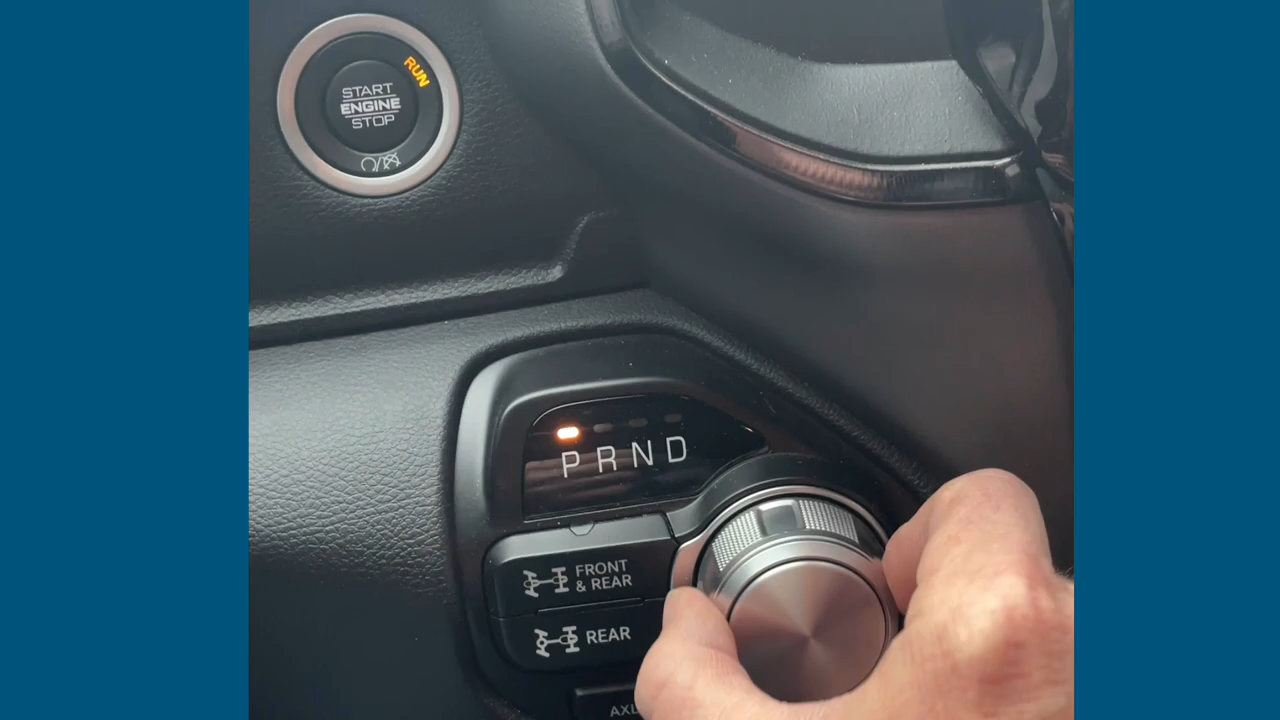 RUN
START
ENGINE
STOP
P R N D
FRONT
& REAR
REAR